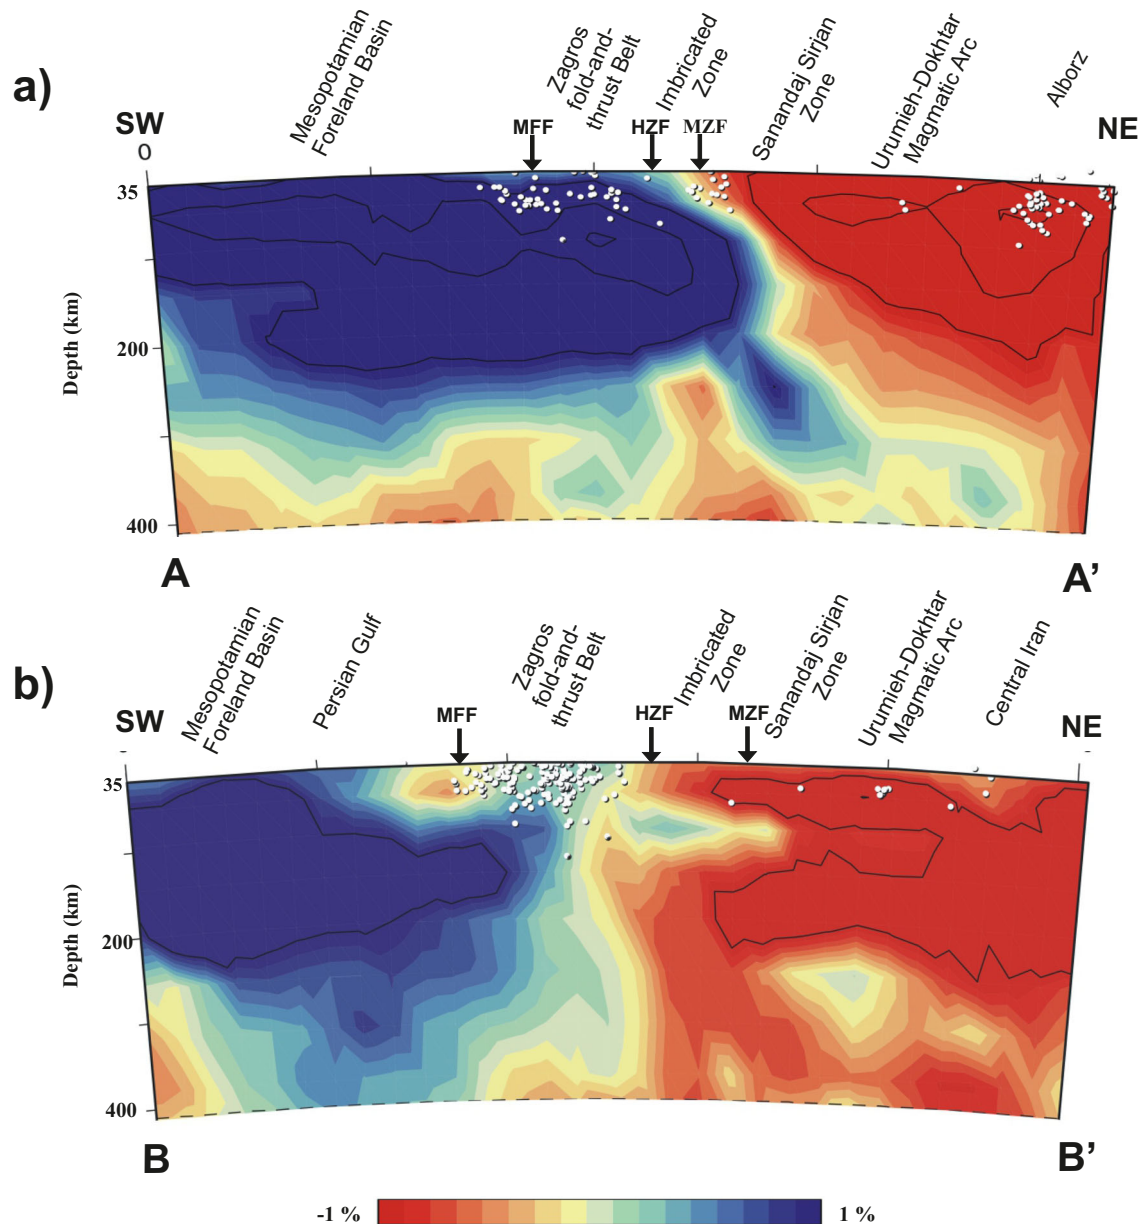 a)
SW
NE
Mesopotamian
Foreland Basin
Zagros
fold-and-
thrust Belt
Imbricated
Zone
Sanandaj Sirjan
Zone
Urumieh-Dokhtar
Magmatic Arc
Alborz
MFF
HZF
MZF
0
35
200
400
Depth (km)
A
A’
b)
SW
NE
Mesopotamian
Foreland Basin
Persian Gulf
Zagros
fold-and-
thrust Belt
Imbricated
Zone
Sanandaj Sirjan
Zone
Urumieh-Dokhtar
Magmatic Arc
Central Iran
MFF
HZF
MZF
35
200
400
Depth (km)
B
B’
-1 %
1 %